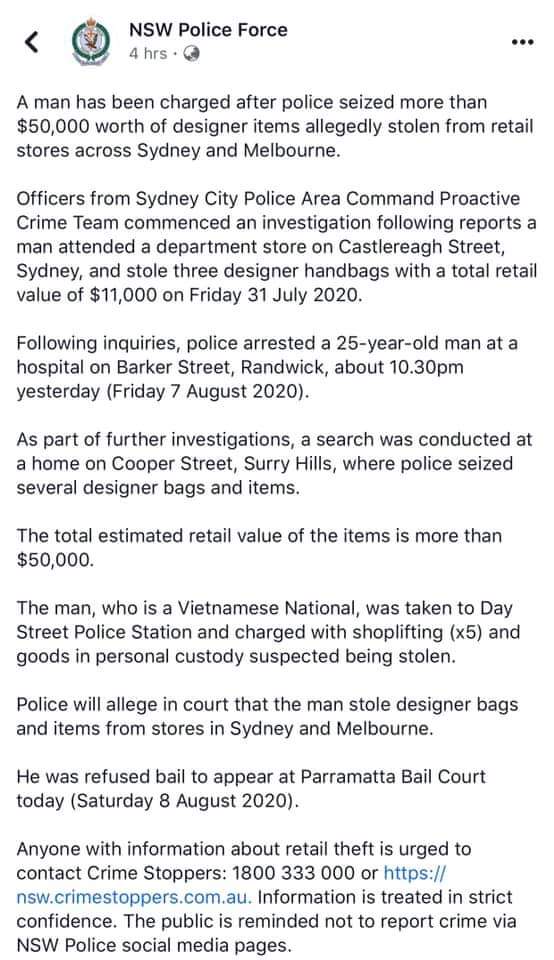 NSW Police Force
4 hrs ·
A man has been charged after police seized more than
$50,000 worth of designer items allegedly stolen from retail
stores across Sydney and Melbourne.
Officers from Sydney City Police Area Command Proactive
Crime Team commenced an investigation following reports a
man attended a department store on Castlereagh Street,
Sydney, and stole three designer handbags with a total retail
value of $11,000 on Friday 31 July 2020.
Following inquiries, police arrested a 25-year-old man at a
hospital on Barker Street, Randwick, about 10.30pm
yesterday (Friday 7 August 2020).
As part of further investigations, a search was conducted at
a home on Cooper Street, Surry Hills, where police seized
several designer bags and items.
The total estimated retail value of the items is more than
$50,000.
The man, who is a Vietnamese National, was taken to Day
Street Police Station and charged with shoplifting (x5) and
goods in personal custody suspected being stolen.
Police will allege in court that the man stole designer bags
and items from stores in Sydney and Melbourne.
He was refused bail to appear at Parramatta Bail Court
today (Saturday 8 August 2020).
Anyone with information about retail theft is urged to
contact Crime Stoppers: 1800 333 000 or https://
nsw.crimestoppers.com.au. Information is treated in strict
confidence. The public is reminded not to report crime via
NSW Police social media pages.